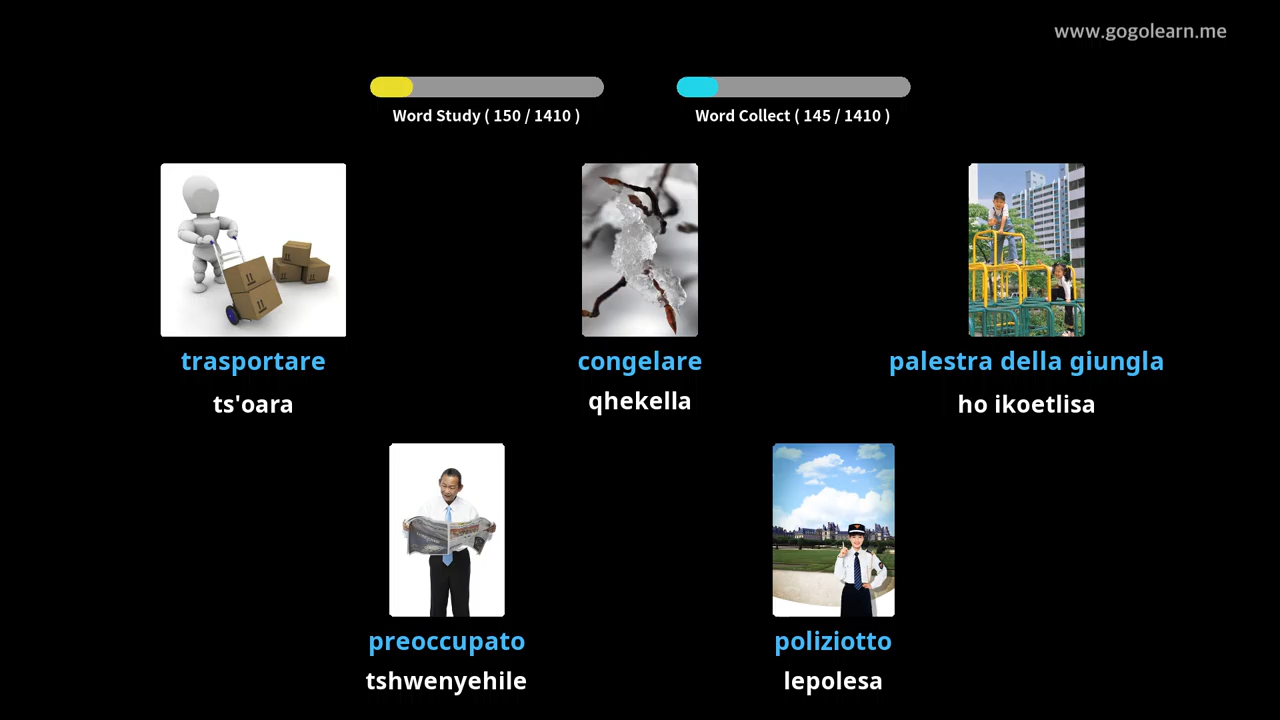 www.gogolearn.me
Word Study ( 150 / 1410 )
Word Collect ( 145 / 1410 )
trasportare
ts'oara
congelare
qhekella
palestra della giungla
ho ikoetlisa
preoccupato
tshwenyehile
poliziotto
lepolesa